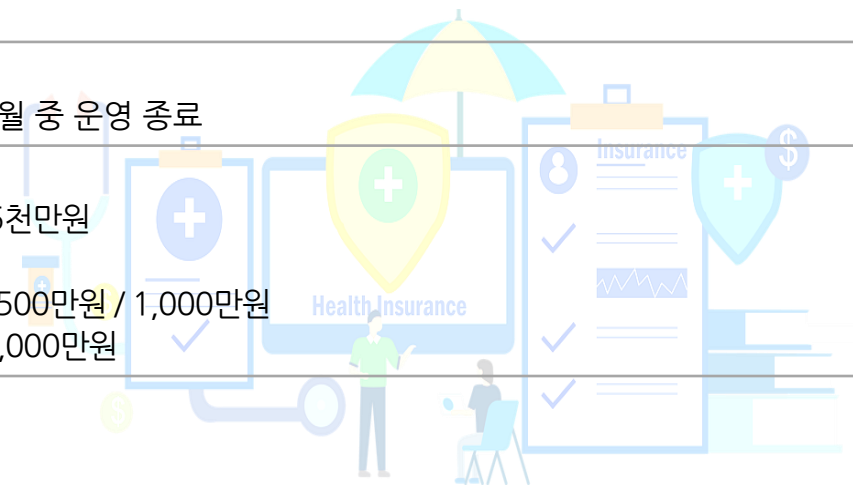 월 중 운영 종료
Insurance
천만원
500만원 / 1,000만원
Health Insurance
,000만원